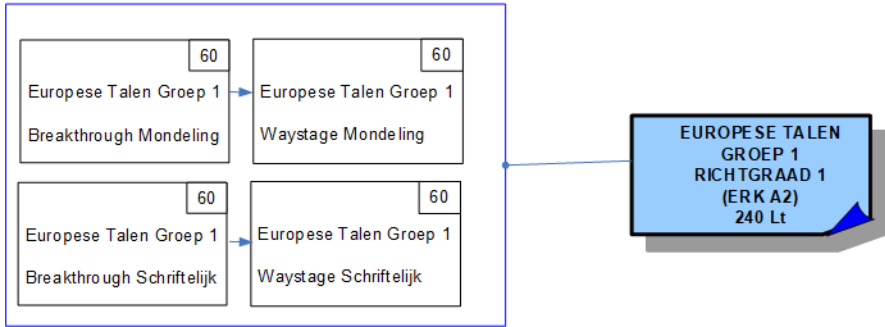 60
Europese Talen Groep 1
Breakthrough Mondeling
60
Europese Talen Groep 1
Waystage Mondeling
60
Europese Talen Groep 1
Breakthrough Schriftelijk
60
Europese Talen Groep 1
Waystage Schriftelijk
EUROPESE TALEN
GROEP 1
RICHTGRAAD 1
(ERK A2)
240 Lt